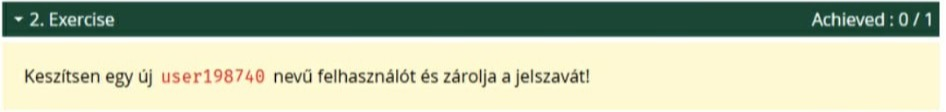 2. Exercise Achieved : 0 / 1
Keszítsen egy új user198740 nevű felhasználót és zárolja a jelszavát!